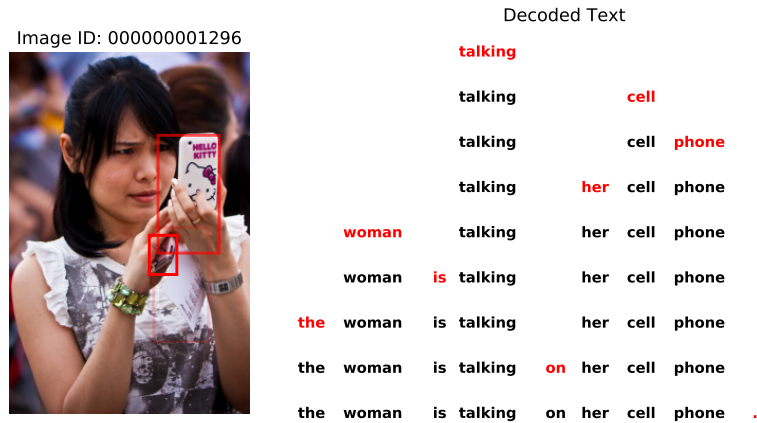 Decoded Text
Image ID: 000000001296
HELLO
KITTY
talking
talking cell
talking cell phone
talking her cell phone
woman talking her cell phone
woman is talking her cell phone
the woman is talking her cell phone
the woman is talking on her cell phone
the woman is talking on her cell phone .